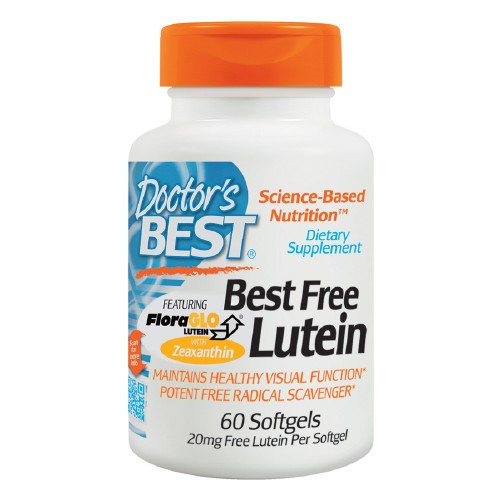 Doctor's
BEST®
Science-Based
Nutrition™
Dietary
Supplement
FEATURING
FloraGLO®
LUTEIN
WITH
Zeaxanthin
Best Free
Lutein
MAINTAINS HEALTHY VISUAL FUNCTION*
POTENT FREE RADICAL SCAVENGER*
60 Softgels
20mg Free Lutein Per Softgel